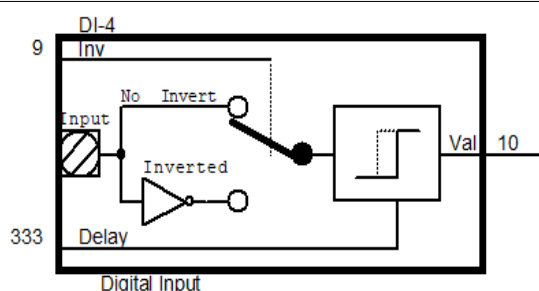 DI-4
9 Inv
No Invert
Input
Val 10
Inverted
333 Delay
Digital Input